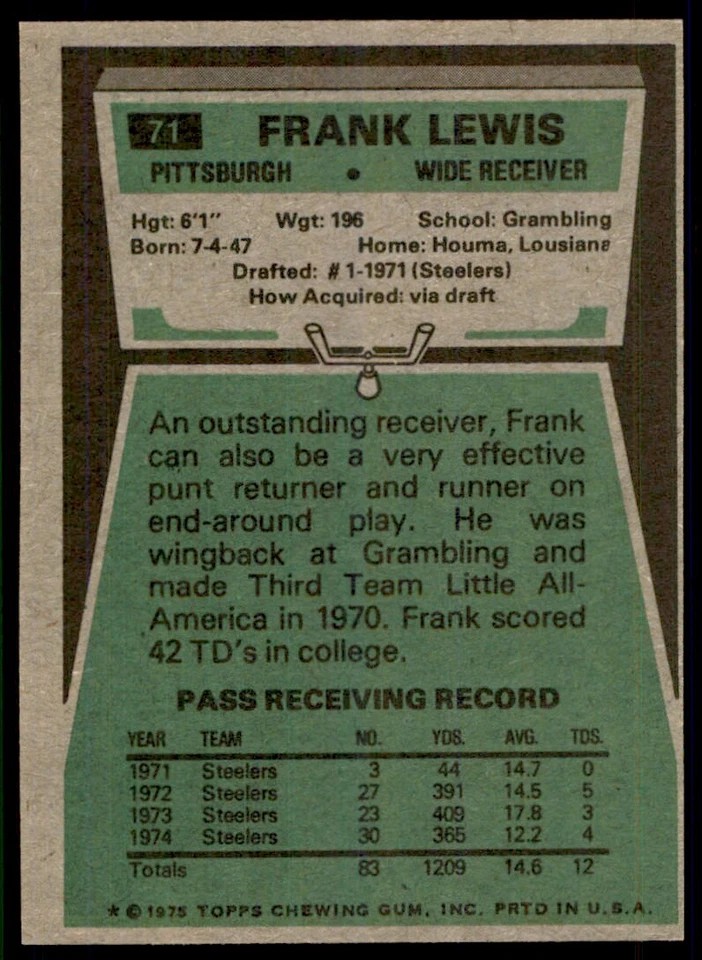 71 FRANK LEWIS
PITTSBURGH • WIDE RECEIVER
Hgt: 6'1" Wgt: 196 School: Grambling
Born: 7-4-47 Home: Houma, Lousiana
Drafted: #1-1971 (Steelers)
How Acquired: via draft
An outstanding receiver, Frank
can also be a very effective
punt returner and runner on
end-around play. He was
wingback at Grambling and
made Third Team Little All-
America in 1970. Frank scored
42 TD's in college.
PASS RECEIVING RECORD
YEAR TEAM NO. YDS. AVG. TDS.
1971 Steelers 3 44 14.7 0
1972 Steelers 27 391 14.5 5
1973 Steelers 23 409 17.8 3
1974 Steelers 30 365 12.2 4
Totals 83 1209 14.6 12
* © 1975 TOPPS CHEWING GUM, INC. PRTD IN U.S.A.